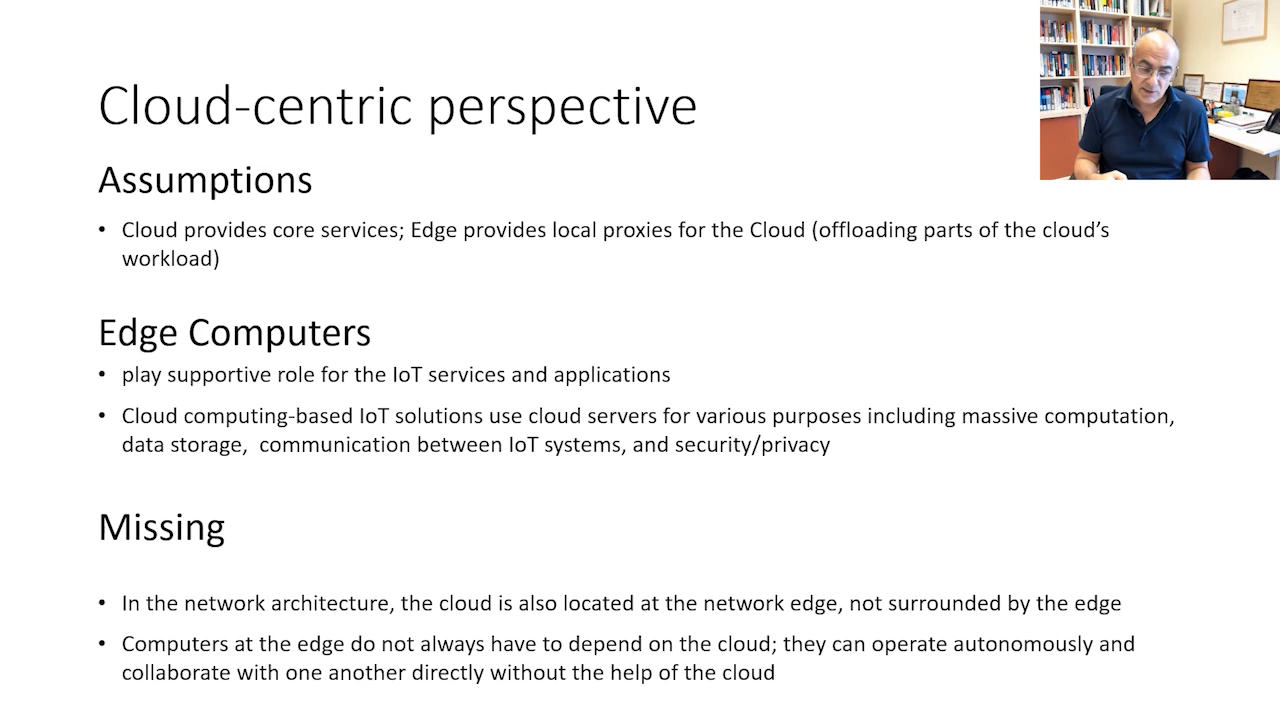 Cloud-centric perspective
Assumptions
• Cloud provides core services; Edge provides local proxies for the Cloud (offloading parts of the cloud’s
workload)
Edge Computers
• play supportive role for the IoT services and applications
• Cloud computing-based IoT solutions use cloud servers for various purposes including massive computation,
data storage,  communication between IoT systems, and security/privacy
Missing
• In the network architecture, the cloud is also located at the network edge, not surrounded by the edge
• Computers at the edge do not always have to depend on the cloud; they can operate autonomously and
collaborate with one another directly without the help of the cloud